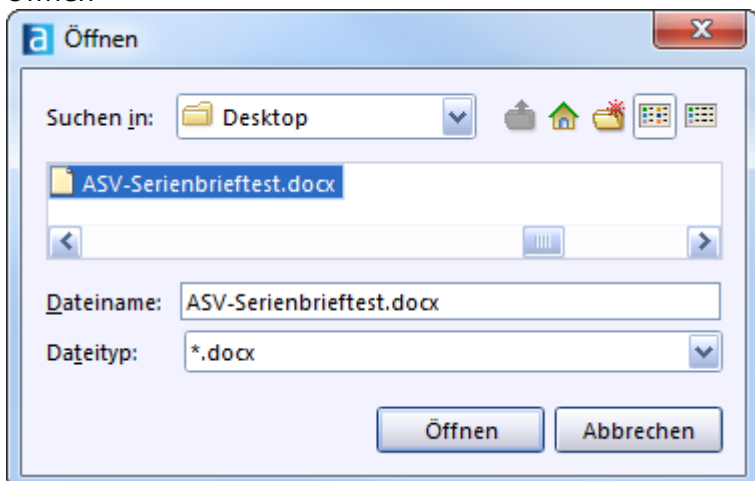 Öffnen
Öffnen
Suchen in: Desktop
ASV-Serienbrieftest.docx
Dateiname: ASV-Serienbrieftest.docx
Dateityp: *.docx
Öffnen Abbrechen